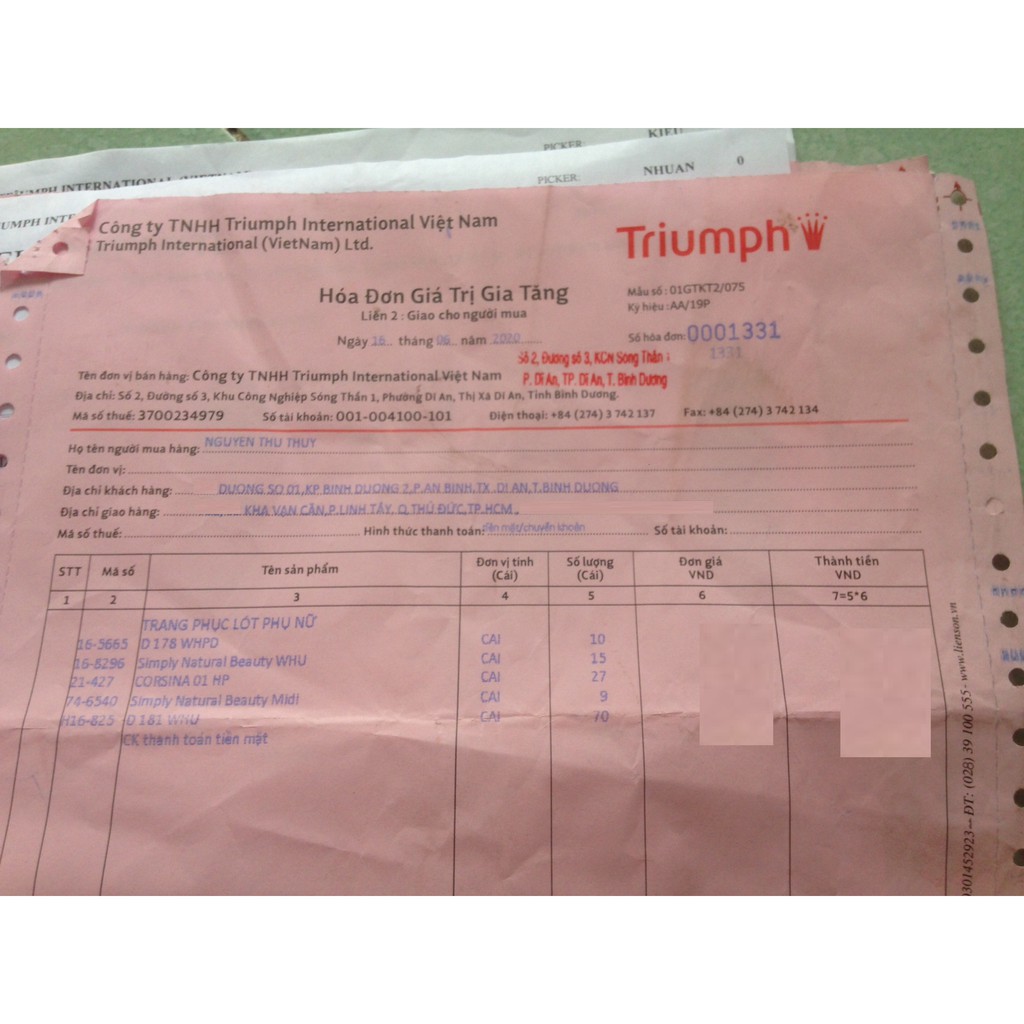 KIỀU
PICKER:
NHUAN 0
PICKER:
Công ty TNHH Triumph International Việt Nam
Triumph International (VietNam) Ltd.
Triumph
Hóa Đơn Giá Trị Gia Tăng
Liên 2 : Giao cho người mua
Mẫu số : 01GTKT2/075
Ký hiệu : AA/19P
Ngày 16 tháng 06 năm 2020
Số hóa đơn: 0001331
1331
Số 2, Đường số 3, KCN Sóng Thần 1
P. Dĩ An, TP. Dĩ An, T. Bình Dương
Tên đơn vị bán hàng: Công ty TNHH Triumph International Việt Nam
Địa chỉ: Số 2, Đường số 3, Khu Công Nghiệp Sóng Thần 1, Phường Dĩ An, Thị Xã Dĩ An, Tỉnh Bình Dương.
Mã số thuế: 3700234979 Số tài khoản: 001-004100-101 Điện thoại: +84 (274) 3 742 137 Fax: +84 (274) 3 742 134
Họ tên người mua hàng: NGUYEN THU THUY
Tên đơn vị:
Địa chỉ khách hàng: DUONG SO 01,KP BINH DUONG 2,P.AN BINH,TX .DI AN,T.BINH DUONG
Địa chỉ giao hàng: KHA VẠN CÂN,P.LINH TÂY, Q.THỦ ĐỨC,TP.HCM .
Mã số thuế: Hình thức thanh toán: Tiền mặt/chuyển khoản Số tài khoản:
STT Mã số Tên sản phẩm Đơn vị tính (Cái) Số lượng (Cái) Đơn giá VND Thành tiền VND
1 2 3 4 5 6 7=5*6
TRANG PHỤC LÓT PHỤ NỮ
16-5665 D 178 WHPD CAI 10
16-8296 Simply Natural Beauty WHU CAI 15
21-427 CORSINA 01 HP CAI 27
74-6540 Simply Natural Beauty Midi CAI 9
H16-825 D 181 WHU CAI 70
CK thanh toán tiền mặt
0301452923 -- ĐT: (028) 39 100 555 - www.lienson.vn